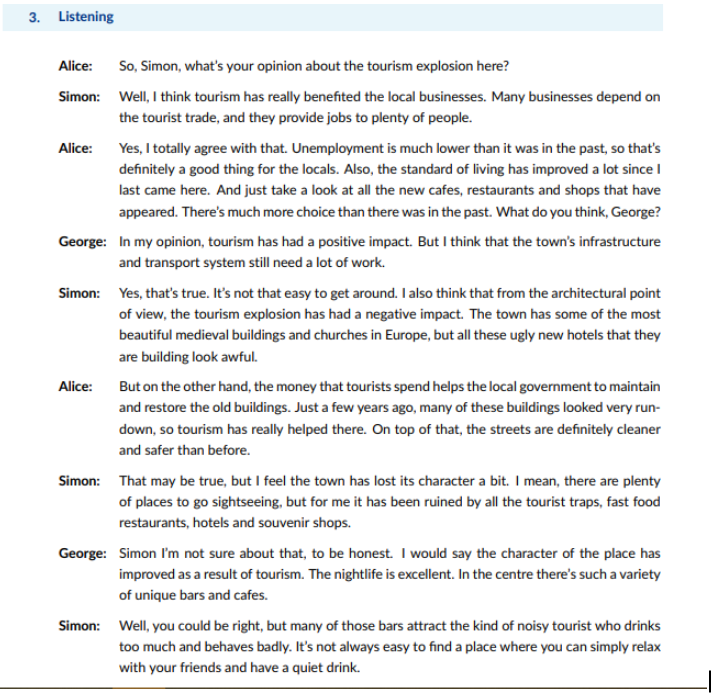 3. Listening
Alice: So, Simon, what's your opinion about the tourism explosion here?
Simon: Well, I think tourism has really benefited the local businesses. Many businesses depend on
the tourist trade, and they provide jobs to plenty of people.
Alice: Yes, I totally agree with that. Unemployment is much lower than it was in the past, so that's
definitely a good thing for the locals. Also, the standard of living has improved a lot since I
last came here. And just take a look at all the new cafes, restaurants and shops that have
appeared. There's much more choice than there was in the past. What do you think, George?
George: In my opinion, tourism has had a positive impact. But I think that the town's infrastructure
and transport system still need a lot of work.
Simon: Yes, that's true. It's not that easy to get around. I also think that from the architectural point
of view, the tourism explosion has had a negative impact. The town has some of the most
beautiful medieval buildings and churches in Europe, but all these ugly new hotels that they
are building look awful.
Alice: But on the other hand, the money that tourists spend helps the local government to maintain
and restore the old buildings. Just a few years ago, many of these buildings looked very run-
down, so tourism has really helped there. On top of that, the streets are definitely cleaner
and safer than before.
Simon: That may be true, but I feel the town has lost its character a bit. I mean, there are plenty
of places to go sightseeing, but for me it has been ruined by all the tourist traps, fast food
restaurants, hotels and souvenir shops.
George: Simon I'm not sure about that, to be honest. I would say the character of the place has
improved as a result of tourism. The nightlife is excellent. In the centre there's such a variety
of unique bars and cafes.
Simon: Well, you could be right, but many of those bars attract the kind of noisy tourist who drinks
too much and behaves badly. It's not always easy to find a place where you can simply relax
with your friends and have a quiet drink.